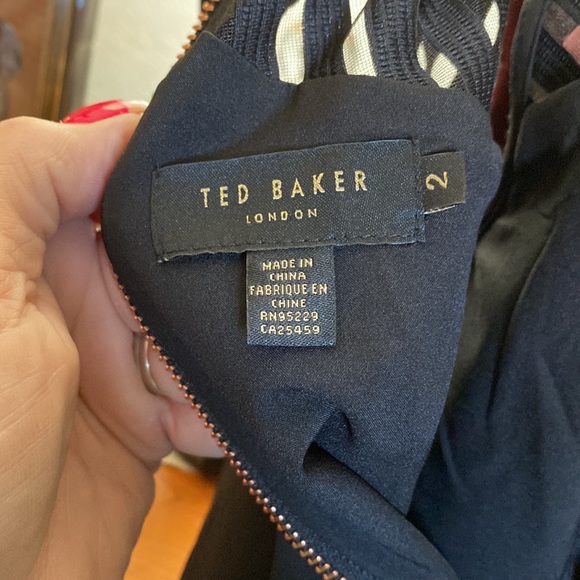 TED BAKER
LONDON
2
MADE IN
CHINA
FABRIQUE EN
CHINE
RN95229
CA25459